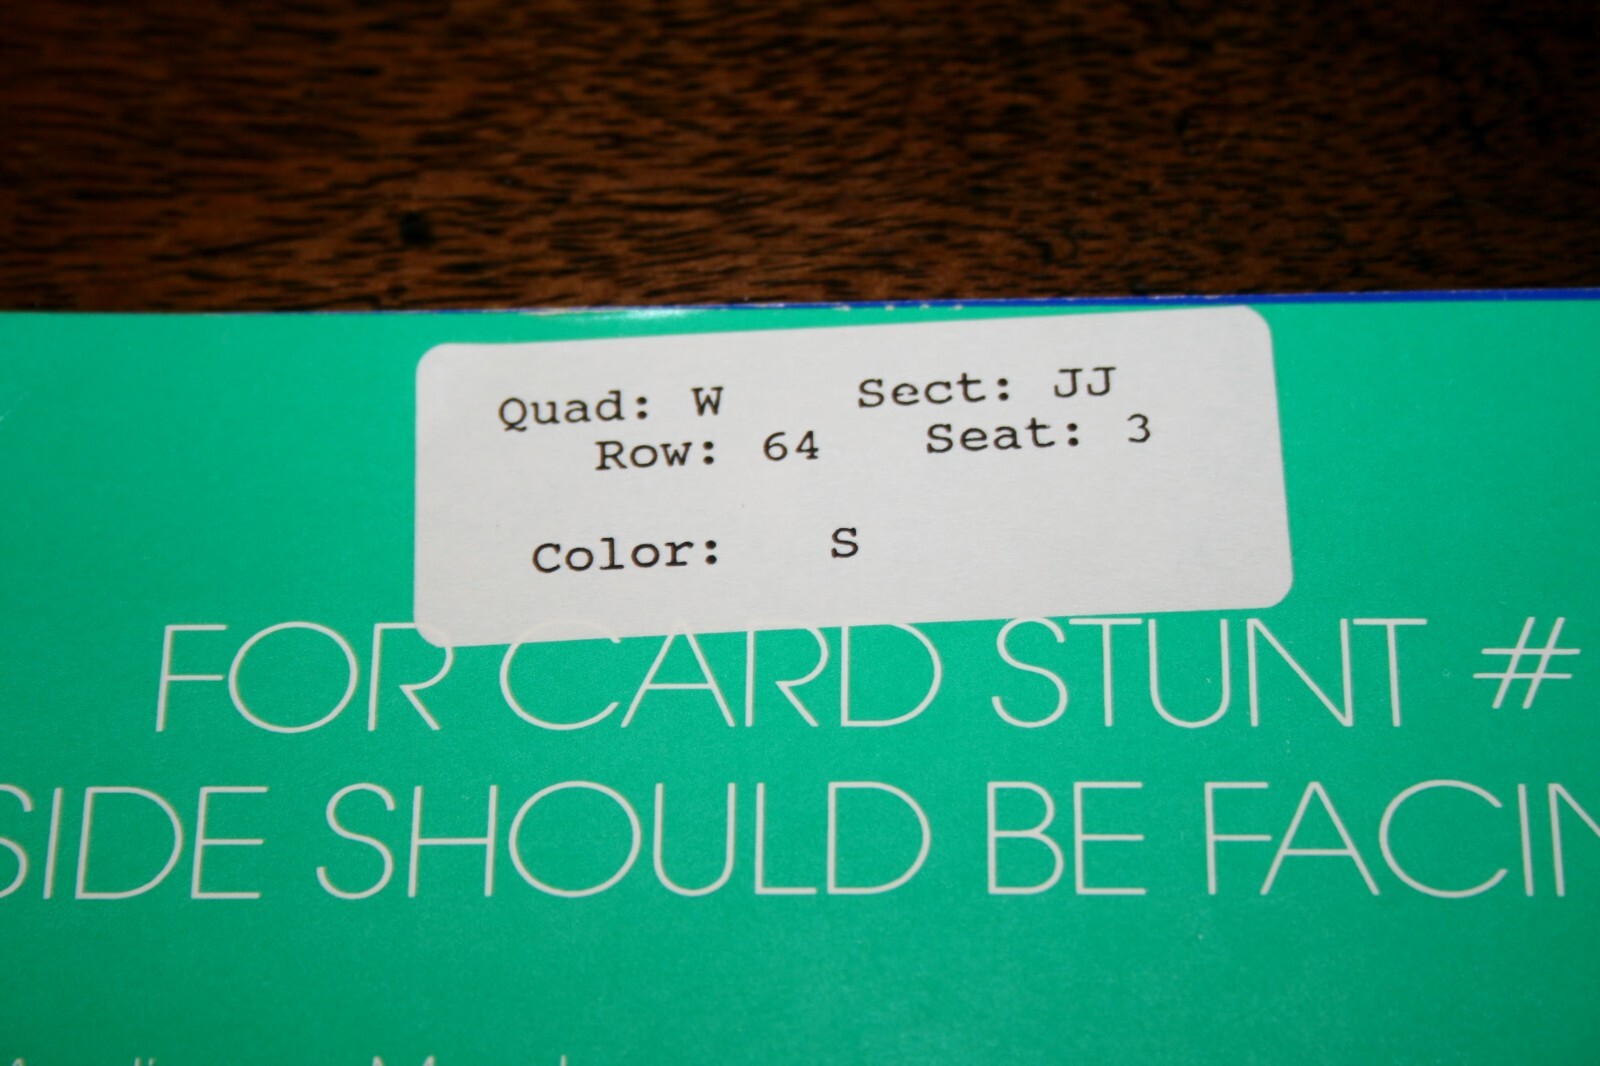 Quad: W Sect: JJ
Row: 64 Seat: 3
Color: S
FOR CARD STUNT #
SIDE SHOULD BE FACIN